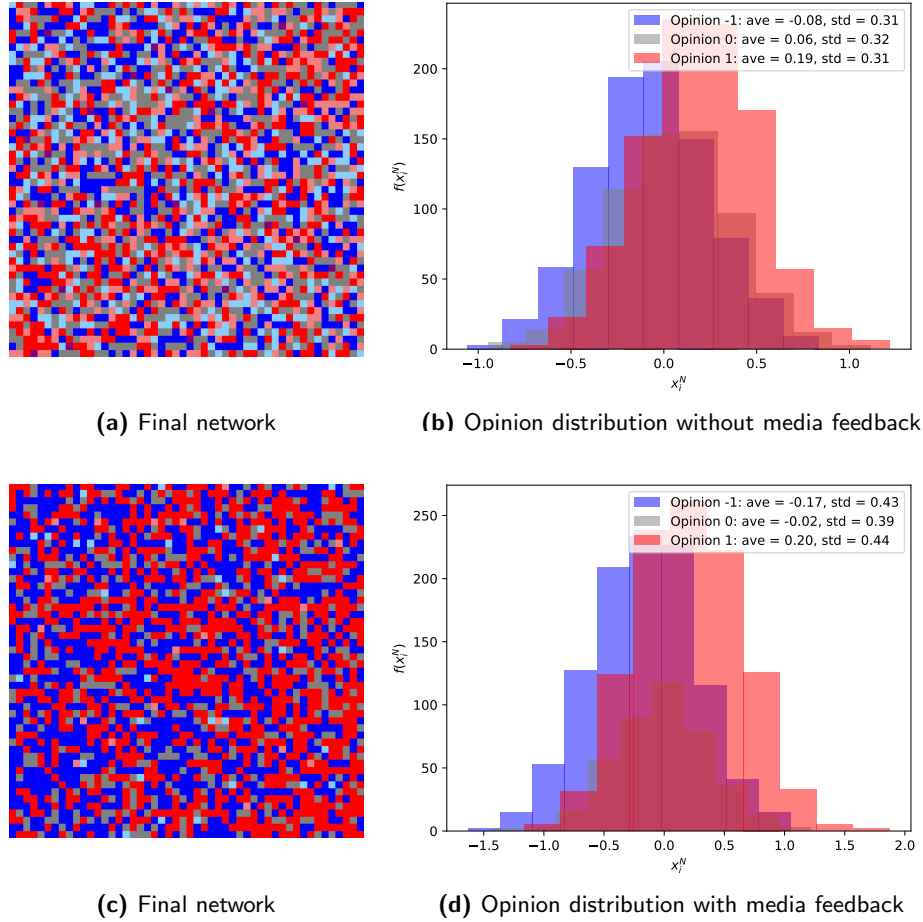 Opinion -1: ave = -0.08, std = 0.31
Opinion 0: ave = 0.06, std = 0.32
Opinion 1: ave = 0.19, std = 0.31
200
150
100
50
0
f(x_i^N)
−1.0 −0.5 0.0 0.5 1.0
x_i^N
(a) Final network
(b) Opinion distribution without media feedback
Opinion -1: ave = -0.17, std = 0.43
Opinion 0: ave = -0.02, std = 0.39
Opinion 1: ave = 0.20, std = 0.44
250
200
150
100
50
0
f(x_i^N)
−1.5 −1.0 −0.5 0.0 0.5 1.0 1.5 2.0
x_i^N
(c) Final network
(d) Opinion distribution with media feedback